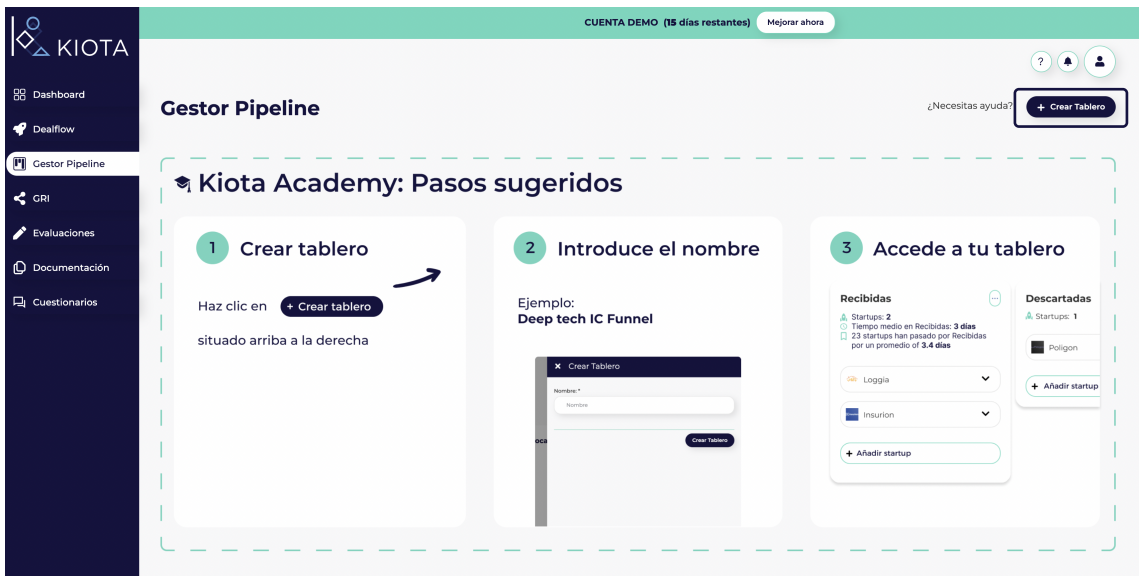 CUENTA DEMO (15 días restantes) Mejorar ahora
KIOTA
?
Dashboard
Dealflow
Gestor Pipeline
GRI
Evaluaciones
Documentación
Cuestionarios
Gestor Pipeline
¿Necesitas ayuda?
+ Crear Tablero
Kiota Academy: Pasos sugeridos
1 Crear tablero
Haz clic en + Crear tablero
situado arriba a la derecha
2 Introduce el nombre
Ejemplo:
Deep tech IC Funnel
× Crear Tablero
Nombre:*
Nombre
oca
Crear Tablero
3 Accede a tu tablero
Recibidas
Startups: 2
Tiempo medio en Recibidas: 3 días
23 startups han pasado por Recibidas
por un promedio of 3.4 días
Loggia
Insurion
+ Añadir startup
Descartadas
Startups: 1
Poligon
+ Añadir startup